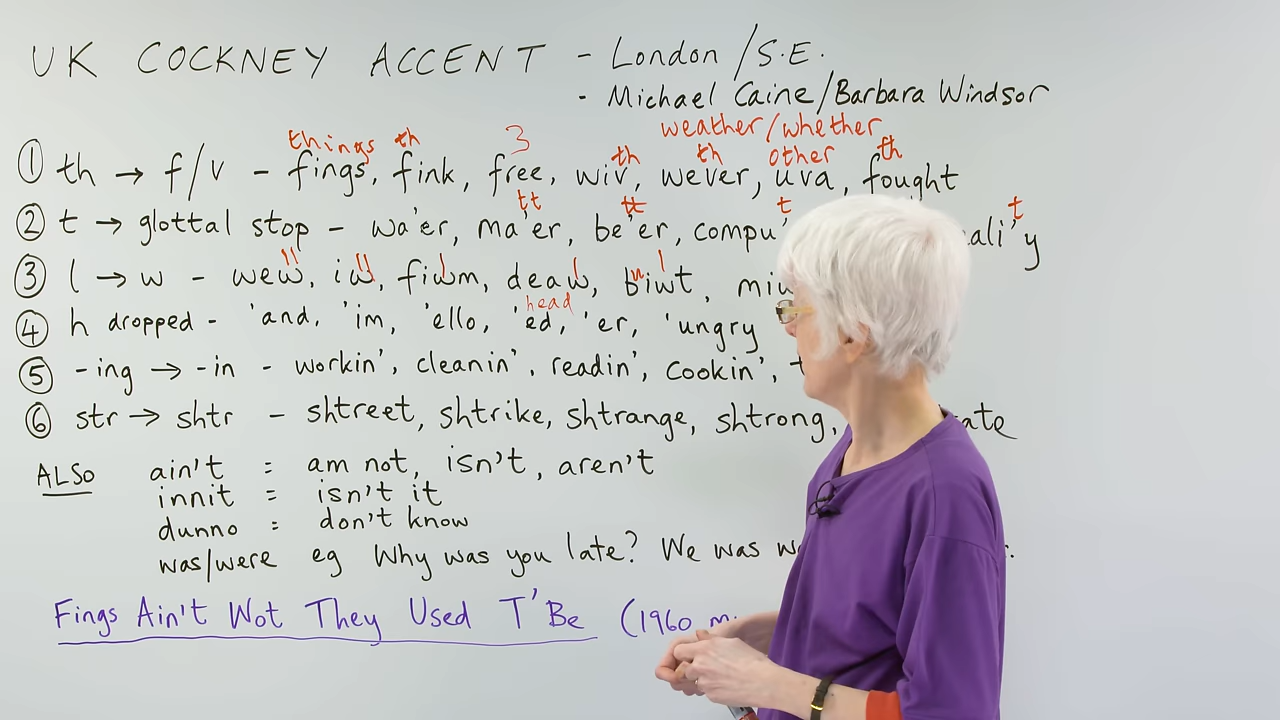 UK COCKNEY ACCENT - London /S.E.
- Michael Caine/Barbara Windsor
things th 3 th weather/whether th other th
① th → f/v - fings, fink, free, wiv, wever, uva, fought
tt tt t t
② t → glottal stop - wa'er, ma'er, be'er, compu' ali'y
ll ll l l u l
③ l → w - wew, iw, fiwm, deaw, biwt, miw
head
④ h dropped - 'and, 'im, 'ello, 'ed, 'er, 'ungry
⑤ -ing → -in - workin', cleanin', readin', cookin',
⑥ str → shtr - shtreet, shtrike, shtrange, shtrong, ate
ALSO ain't = am not, isn't, aren't
innit = isn't it
dunno = don't know
was/were eg Why was you late? We was
Fings Ain't Wot They Used T'Be (1960